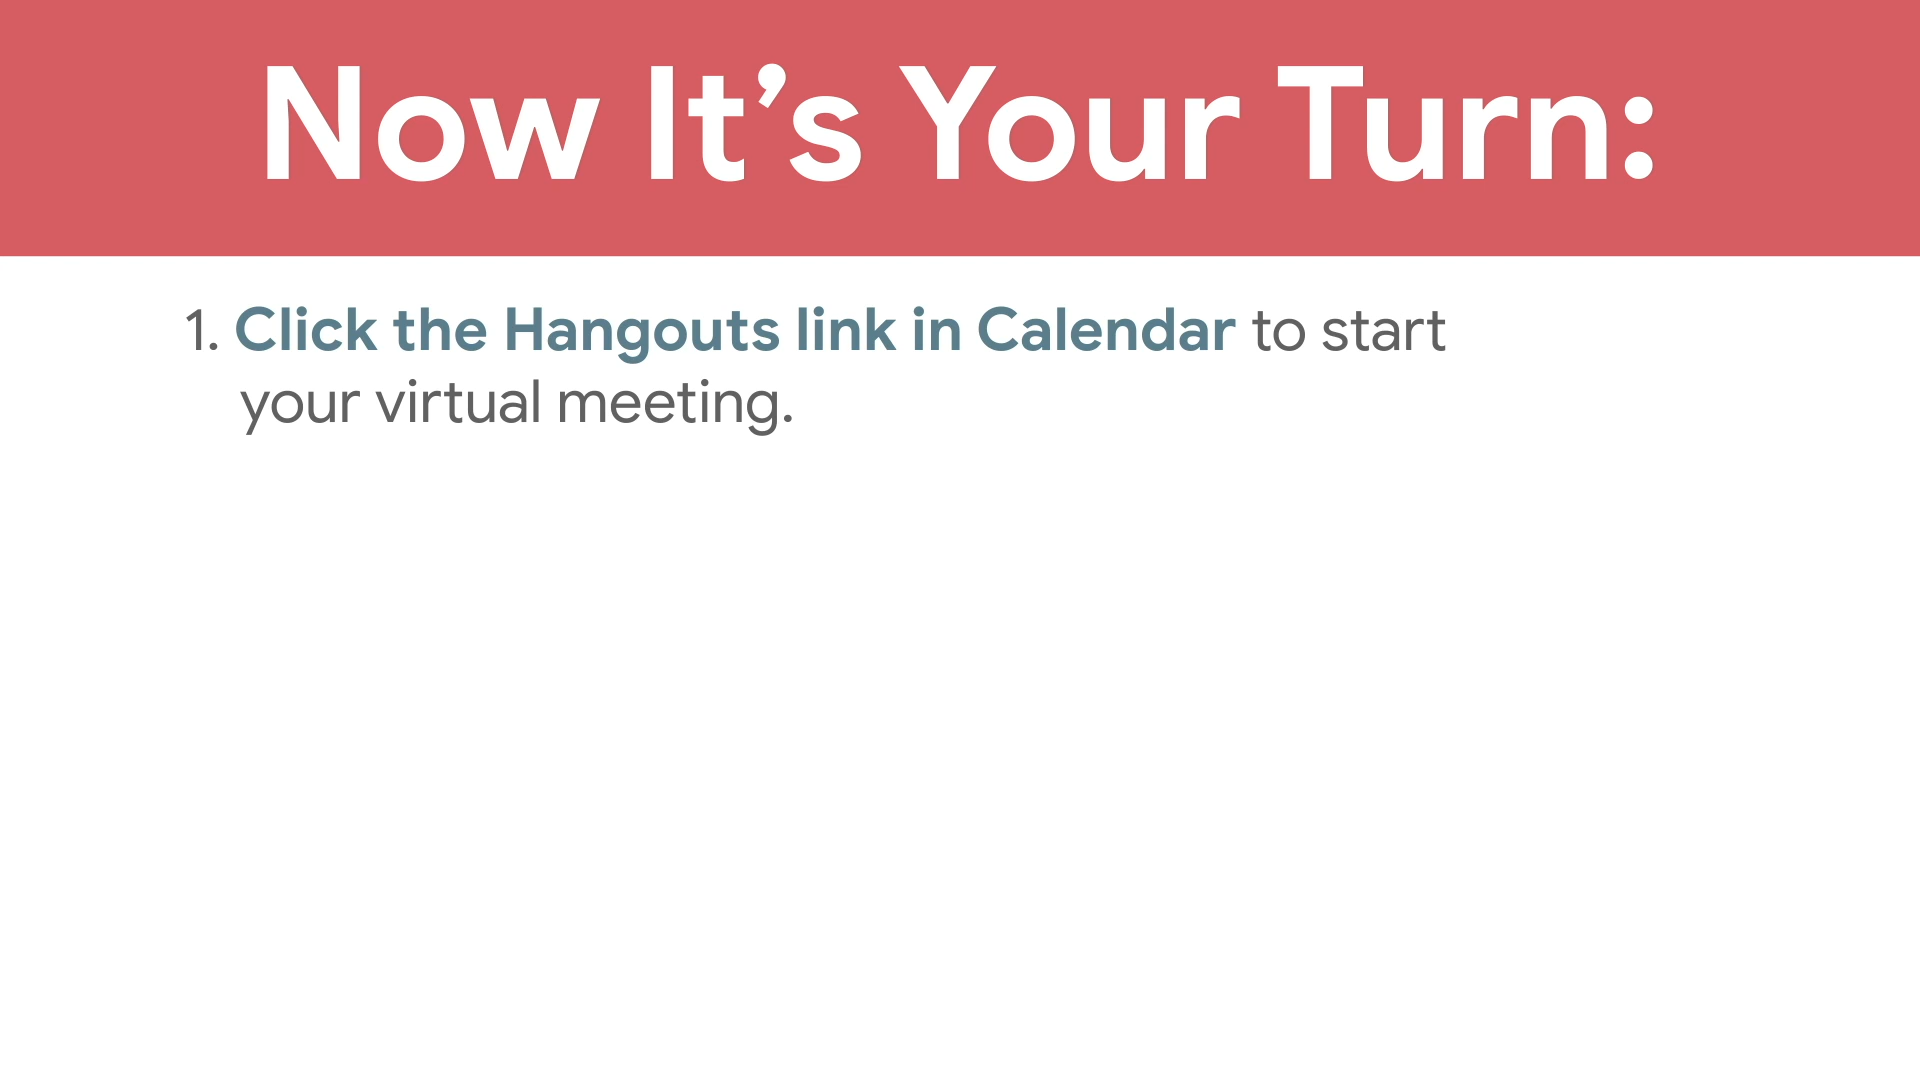 Now It’s Your Turn:
1. Click the Hangouts link in Calendar to start
your virtual meeting.